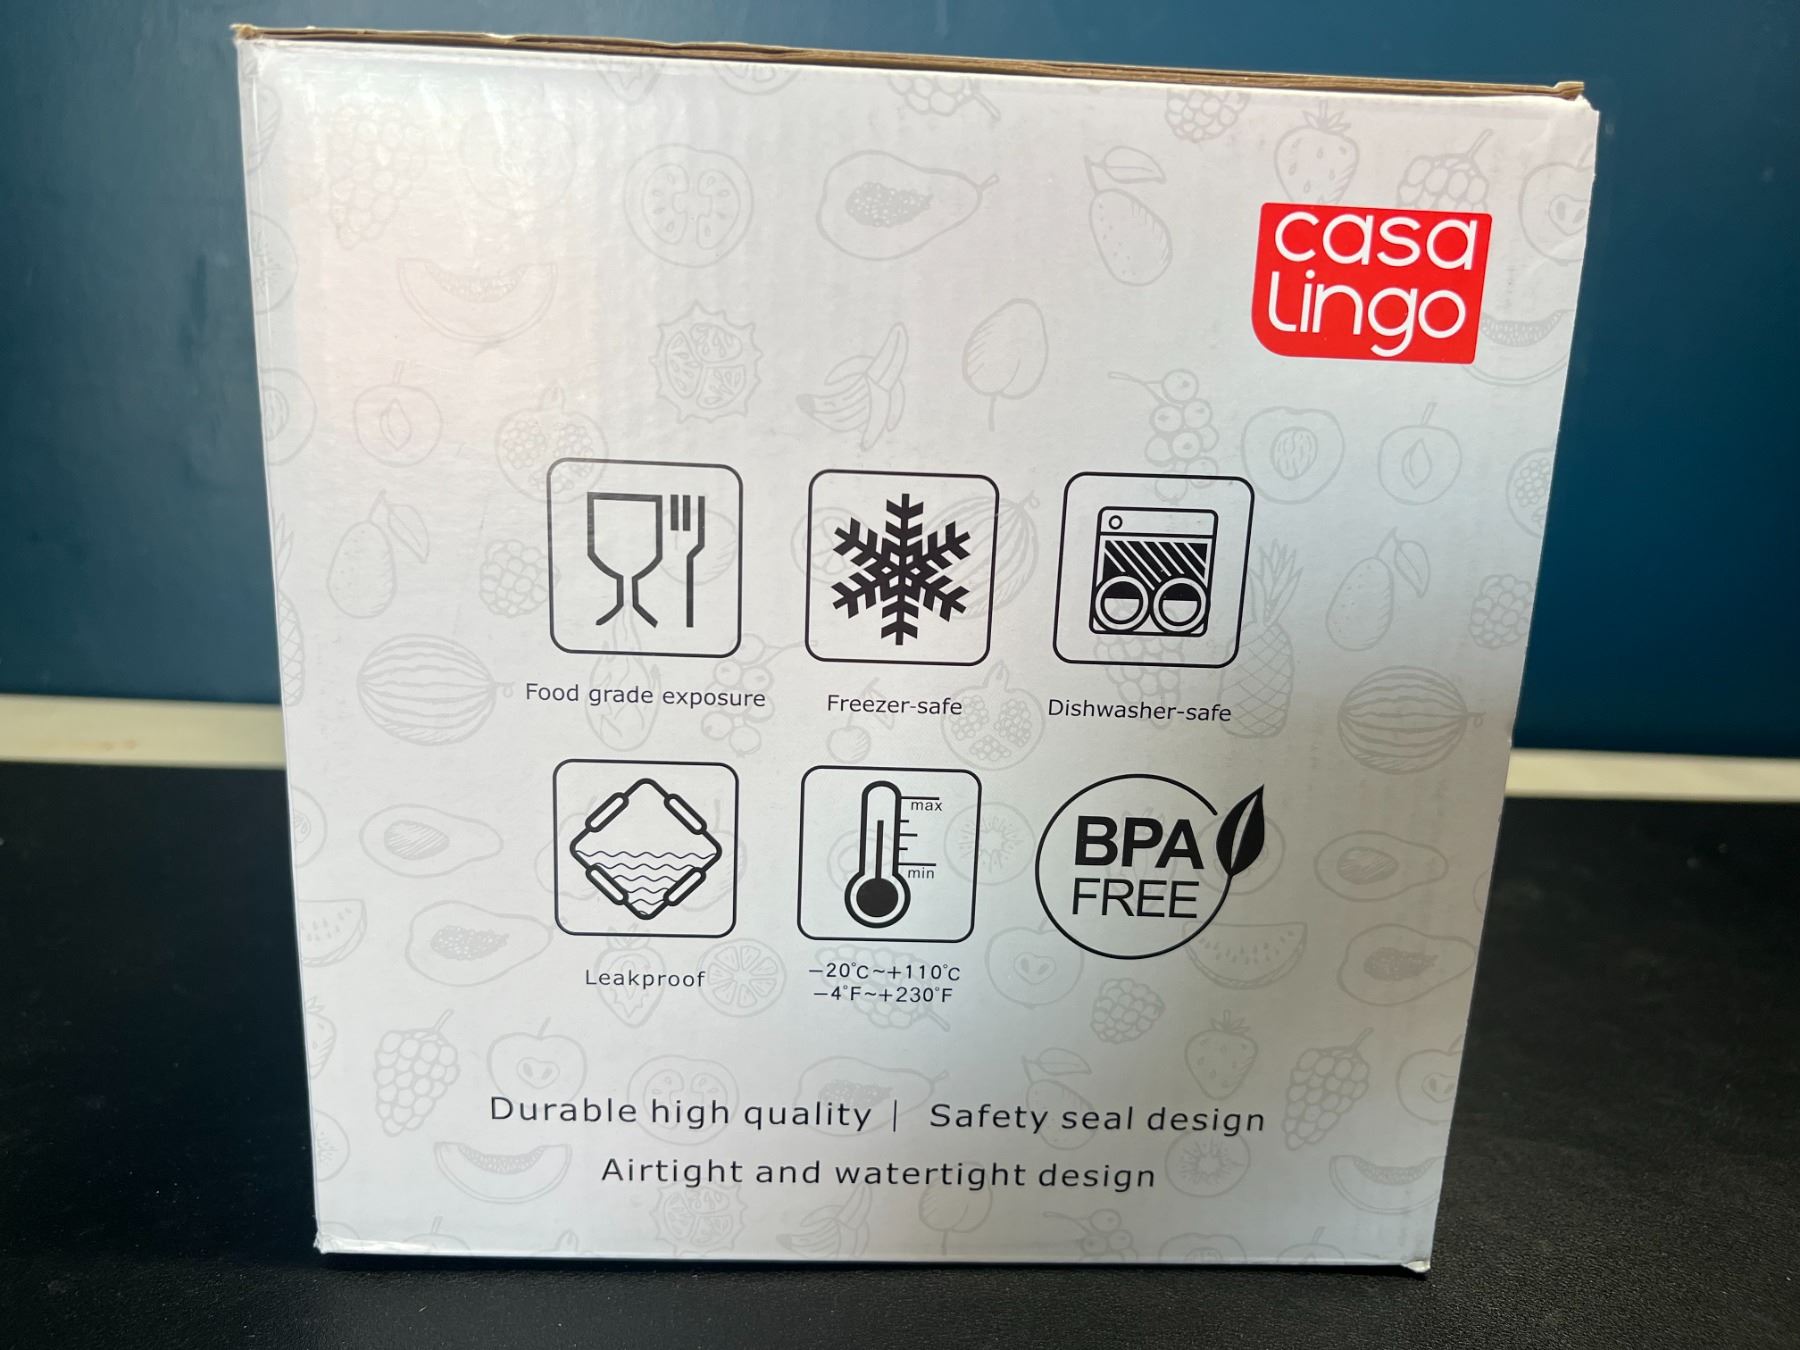 casa
lingo
Food grade exposure
Freezer-safe
Dishwasher-safe
max
min
BPA
FREE
Leakproof
−20°C~+110°C
−4°F~+230°F
Durable high quality | Safety seal design
Airtight and watertight design